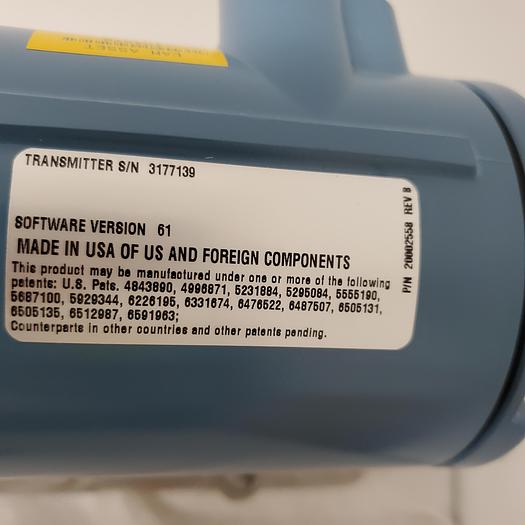 LAB ASSET
TRANSMITTER S/N 3177139
SOFTWARE VERSION 61
MADE IN USA OF US AND FOREIGN COMPONENTS
This product may be manufactured under one or more of the following
patents: U.S. Pats. 4843890, 4996871, 5231884, 5295084, 5555190,
5687100, 5929344, 6226195, 6331674, 6476522, 6487507, 6505131,
6505135, 6512987, 6591963;
Counterparts in other countries and other patents pending.
P/N 20002558 REV B